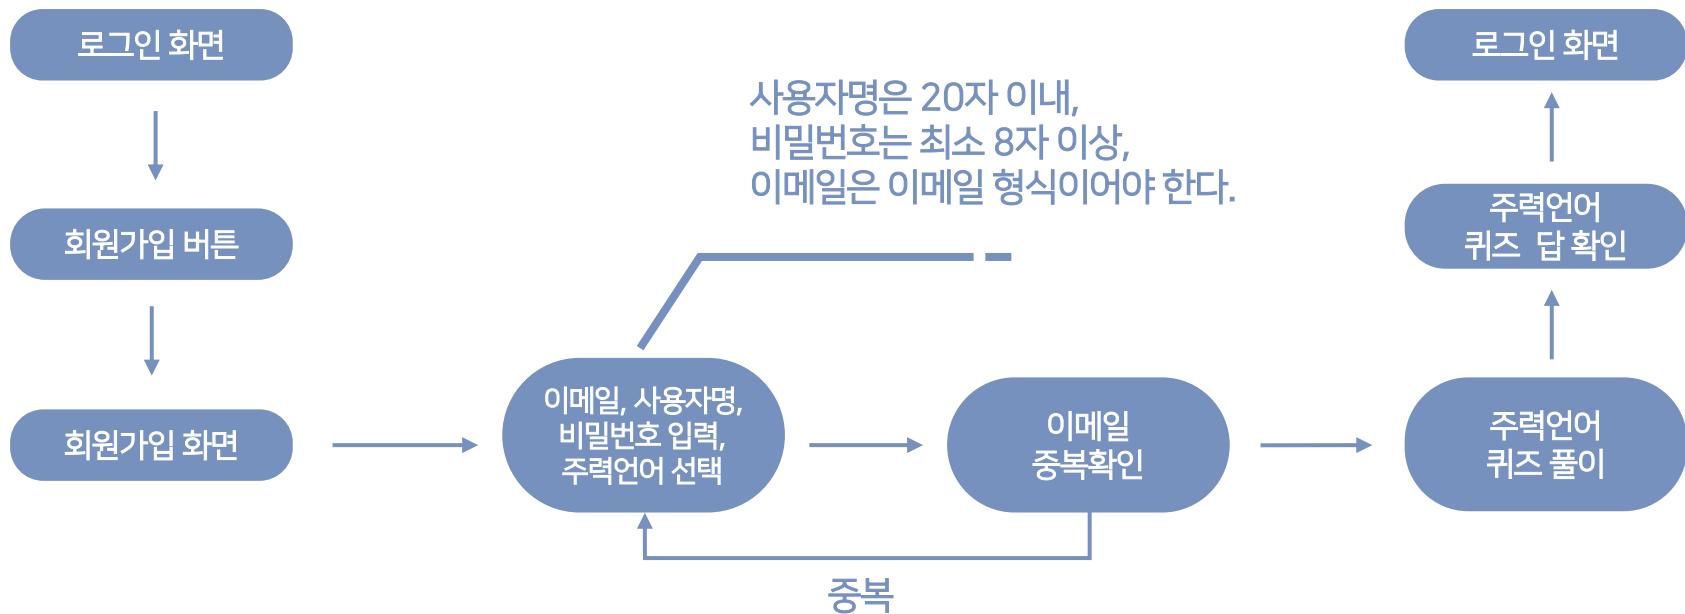 로그인 화면
회원가입 버튼
회원가입 화면
이메일, 사용자명,
비밀번호 입력,
주력언어 선택
사용자명은 20자 이내,
비밀번호는 최소 8자 이상,
이메일은 이메일 형식이어야 한다.
이메일
중복확인
중복
주력언어
퀴즈 풀이
주력언어
퀴즈 답 확인
로그인 화면